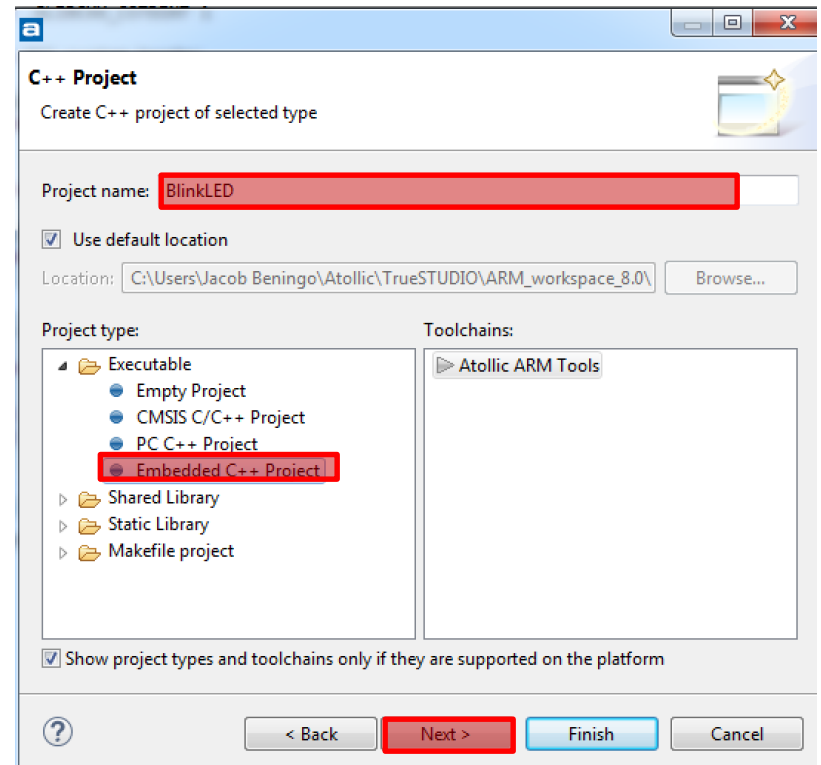 a
X
C++ Project
Create C++ project of selected type
Project name: BlinkLED
Use default location
Location: C:\Users\Jacob Beningo\Atollic\TrueSTUDIO\ARM_workspace_8.0\ Browse...
Project type: Toolchains:
Executable Atollic ARM Tools
Empty Project
CMSIS C/C++ Project
PC C++ Project
Embedded C++ Project
Shared Library
Static Library
Makefile project
Show project types and toolchains only if they are supported on the platform
? < Back Next > Finish Cancel